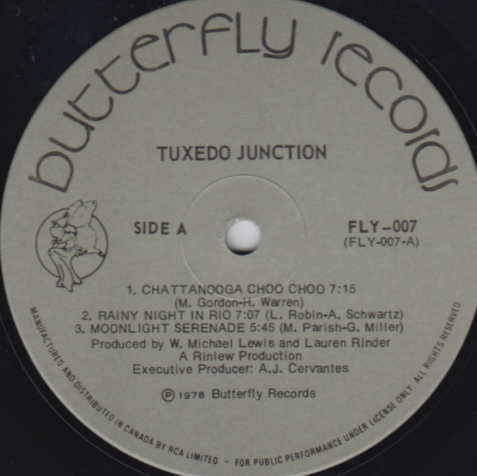 butterfly records
TUXEDO JUNCTION
SIDE A
FLY-007
(FLY-007-A)
1. CHATTANOOGA CHOO CHOO 7:15
(M. Gordon-H. Warren)
2. RAINY NIGHT IN RIO 7:07 (L. Robin-A. Schwartz)
3. MOONLIGHT SERENADE 5:45 (M. Parish-G. Miller)
Produced by W. Michael Lewis and Lauren Rinder
A Rinlew Production
Executive Producer: A.J. Cervantes
℗ 1978 Butterfly Records
MANUFACTURED AND DISTRIBUTED IN CANADA BY RCA LIMITED – FOR PUBLIC PERFORMANCE UNDER LICENSE ONLY. ALL RIGHTS RESERVED